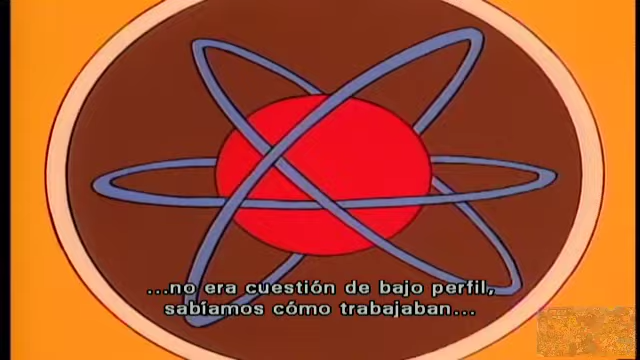 ...no era cuestión de bajo perfil,
sabíamos cómo trabajaban...